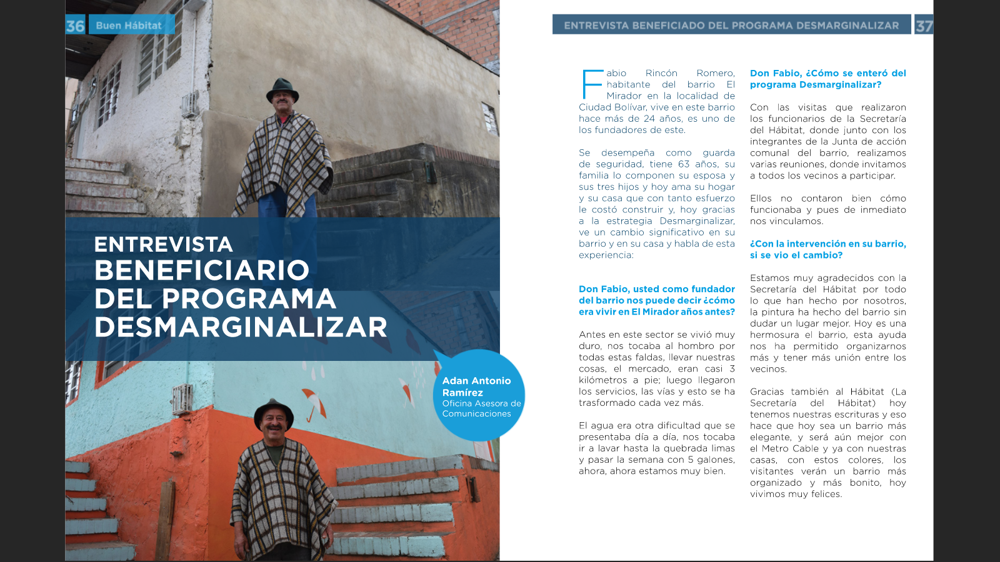 36 Buen Hábitat
ENTREVISTA
BENEFICIARIO
DEL PROGRAMA
DESMARGINALIZAR
Adan Antonio
Ramírez
Oficina Asesora de
Comunicaciones
ENTREVISTA BENEFICIADO DEL PROGRAMA DESMARGINALIZAR 37
Fabio Rincón Romero,
habitante del barrio El
Mirador en la localidad de
Ciudad Bolívar, vive en este barrio
hace más de 24 años, es uno de
los fundadores de este.
Se desempeña como guarda
de seguridad, tiene 63 años, su
familia lo componen su esposa y
sus tres hijos y hoy ama su hogar
y su casa que con tanto esfuerzo
le costó construir y, hoy gracias
a la estrategia Desmarginalizar,
ve un cambio significativo en su
barrio y en su casa y habla de esta
experiencia:
Don Fabio, usted como fundador
del barrio nos puede decir ¿cómo
era vivir en El Mirador años antes?
Antes en este sector se vivió muy
duro, nos tocaba al hombro por
todas estas faldas, llevar nuestras
cosas, el mercado, eran casi 3
kilómetros a pie; luego llegaron
los servicios, las vías y esto se ha
trasformado cada vez más.
El agua era otra dificultad que se
presentaba día a día, nos tocaba
ir a lavar hasta la quebrada limas
y pasar la semana con 5 galones,
ahora, ahora estamos muy bien.
Don Fabio, ¿Cómo se enteró del
programa Desmarginalizar?
Con las visitas que realizaron
los funcionarios de la Secretaría
del Hábitat, donde junto con los
integrantes de la Junta de acción
comunal del barrio, realizamos
varias reuniones, donde invitamos
a todos los vecinos a participar.
Ellos no contaron bien cómo
funcionaba y pues de inmediato
nos vinculamos.
¿Con la intervención en su barrio,
si se vio el cambio?
Estamos muy agradecidos con la
Secretaría del Hábitat por todo
lo que han hecho por nosotros,
la pintura ha hecho del barrio sin
dudar un lugar mejor. Hoy es una
hermosura el barrio, esta ayuda
nos ha permitido organizarnos
más y tener más unión entre los
vecinos.
Gracias también al Hábitat (La
Secretaría del Hábitat) hoy
tenemos nuestras escrituras y eso
hace que hoy sea un barrio más
elegante, y será aún mejor con
el Metro Cable y ya con nuestras
casas, con estos colores, los
visitantes verán un barrio más
organizado y más bonito, hoy
vivimos muy felices.